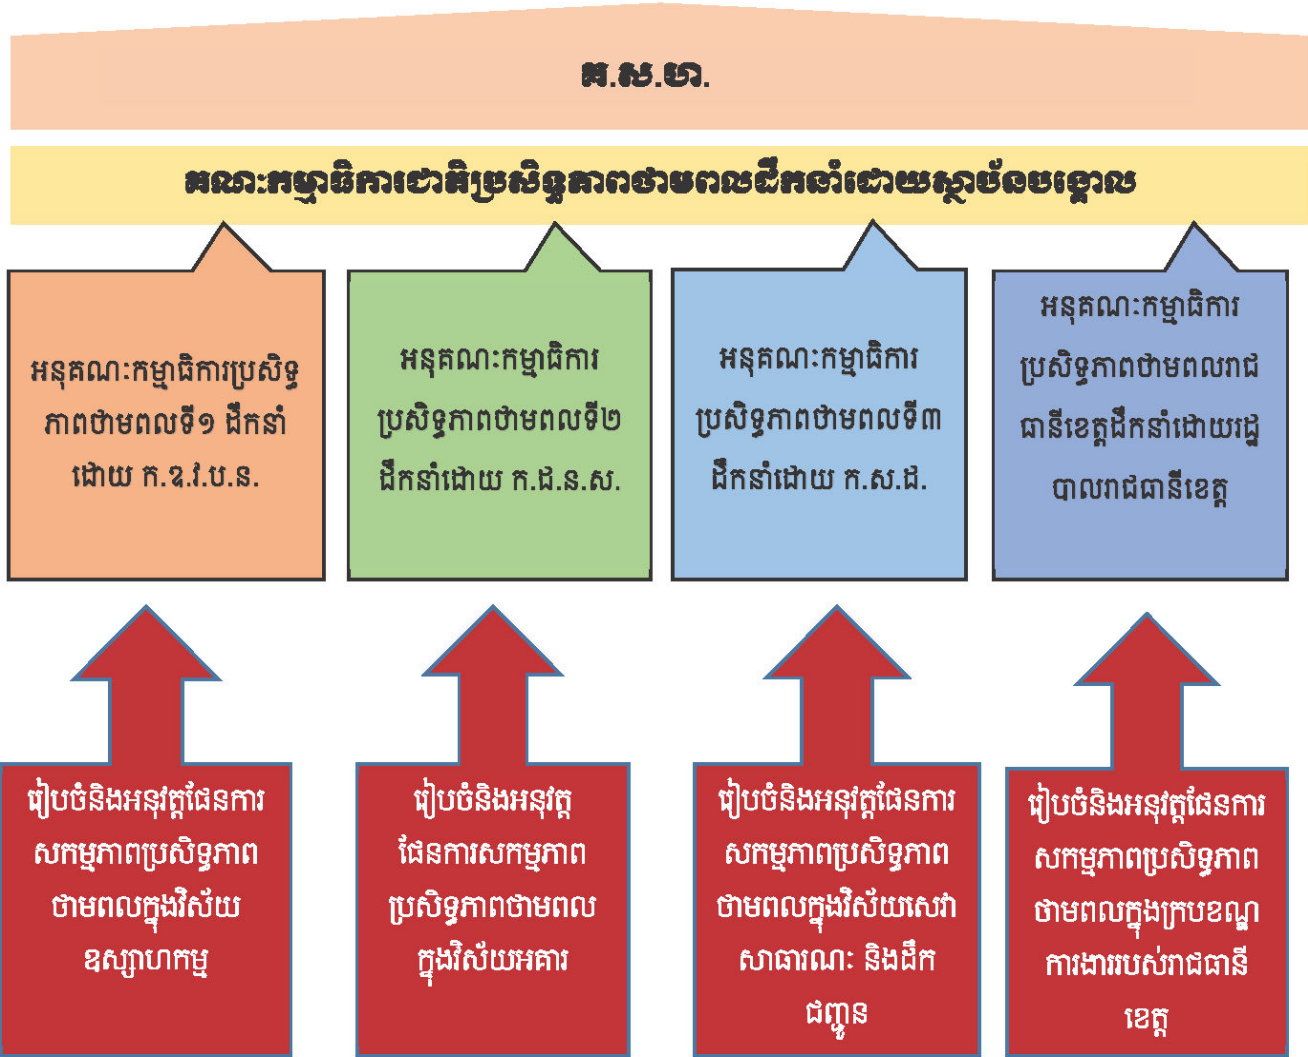 គ.ស.ហ.
គណៈកម្មាធិការជាតិប្រសិទ្ធភាពថាមពលដឹកនាំដោយស្ថាប័នបង្គោល
អនុគណៈកម្មាធិការប្រសិទ្ធ
ភាពថាមពលទី១ ដឹកនាំ
ដោយ ក.ឧ.វ.ប.ន.
អនុគណៈកម្មាធិការ
ប្រសិទ្ធភាពថាមពលទី២
ដឹកនាំដោយ ក.ដ.ន.ស.
អនុគណៈកម្មាធិការ
ប្រសិទ្ធភាពថាមពលទី៣
ដឹកនាំដោយ ក.ស.ដ.
អនុគណៈកម្មាធិការ
ប្រសិទ្ធភាពថាមពលរាជ
ធានីខេត្តដឹកនាំដោយរដ្ឋ
បាលរាជធានីខេត្ត
រៀបចំនិងអនុវត្តផែនការ
សកម្មភាពប្រសិទ្ធភាព
ថាមពលក្នុងវិស័យ
ឧស្សាហកម្ម
រៀបចំនិងអនុវត្ត
ផែនការសកម្មភាព
ប្រសិទ្ធភាពថាមពល
ក្នុងវិស័យអគារ
រៀបចំនិងអនុវត្តផែនការ
សកម្មភាពប្រសិទ្ធភាព
ថាមពលក្នុងវិស័យសេវា
សាធារណៈ និងដឹក
ជញ្ជូន
រៀបចំនិងអនុវត្តផែនការ
សកម្មភាពប្រសិទ្ធភាព
ថាមពលក្នុងក្របខណ្ឌ
ការងាររបស់រាជធានី
ខេត្ត